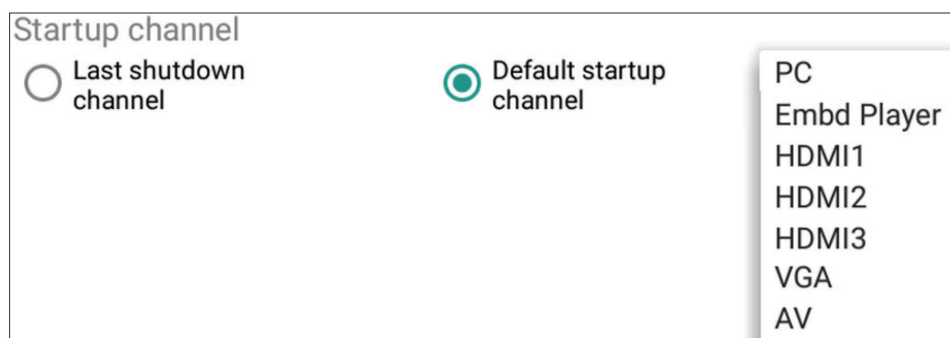 Startup channel
Last shutdown
channel
Default startup
channel
PC
Embd Player
HDMI1
HDMI2
HDMI3
VGA
AV